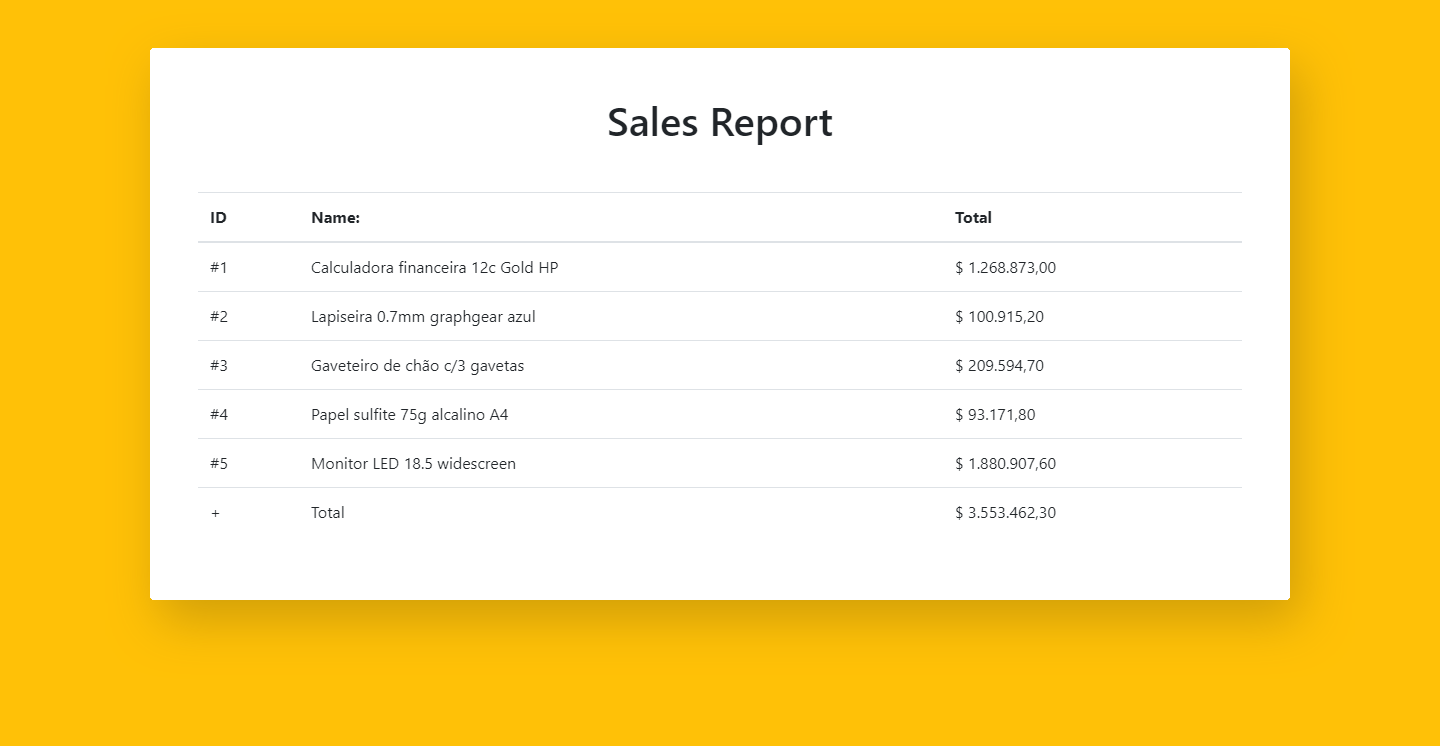 Sales Report
ID Name: Total
#1 Calculadora financeira 12c Gold HP $ 1.268.873,00
#2 Lapiseira 0.7mm graphgear azul $ 100.915,20
#3 Gaveteiro de chão c/3 gavetas $ 209.594,70
#4 Papel sulfite 75g alcalino A4 $ 93.171,80
#5 Monitor LED 18.5 widescreen $ 1.880.907,60
+ Total $ 3.553.462,30